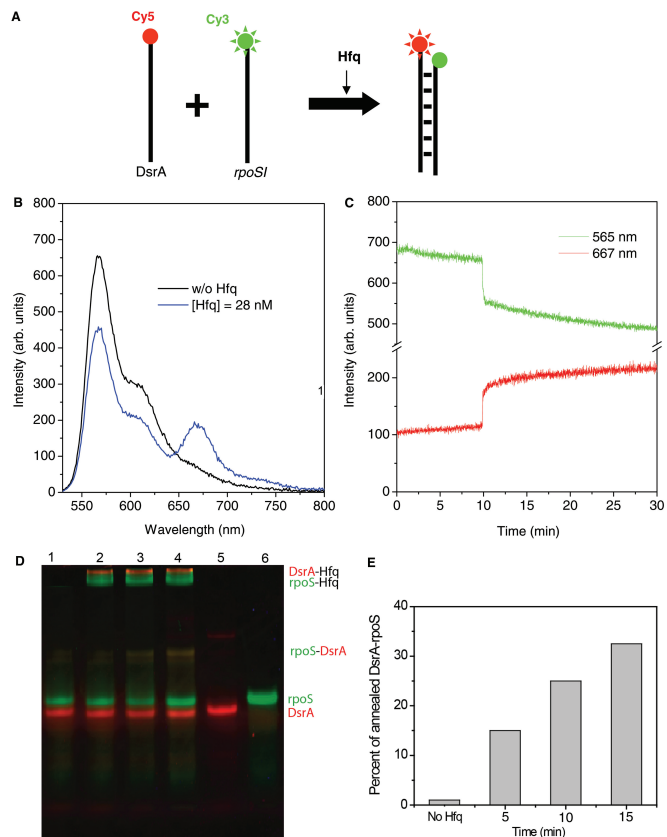 A
Cy5
Cy3
Hfq
DsrA
rpoSI
B
800
700
600
500
400
300
200
100
0
Intensity (arb. units)
w/o Hfq
[Hfq] = 28 nM
1
550
600
650
700
750
800
Wavelength (nm)
C
800
700
600
500
200
100
0
Intensity (arb. units)
565 nm
667 nm
0
5
10
15
20
25
30
Time (min)
D
1
2
3
4
5
6
DsrA-Hfq
rpoS-Hfq
rpoS-DsrA
rpoS
DsrA
E
40
30
20
10
0
Percent of annealed DsrA-rpoS
No Hfq
5
10
15
Time (min)